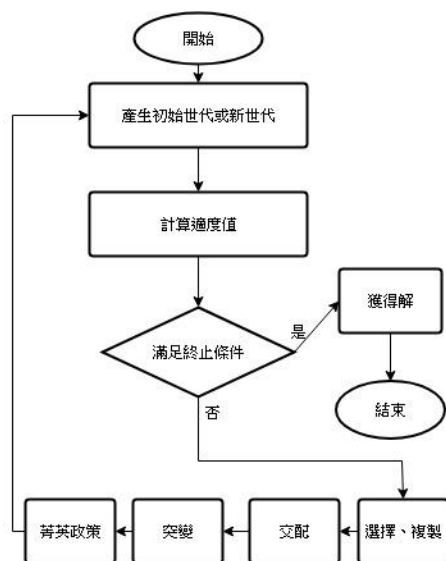 開始
產生初始世代或新世代
計算適度值
滿足終止條件
是
獲得解
結束
否
選擇、複製
交配
突變
菁英政策